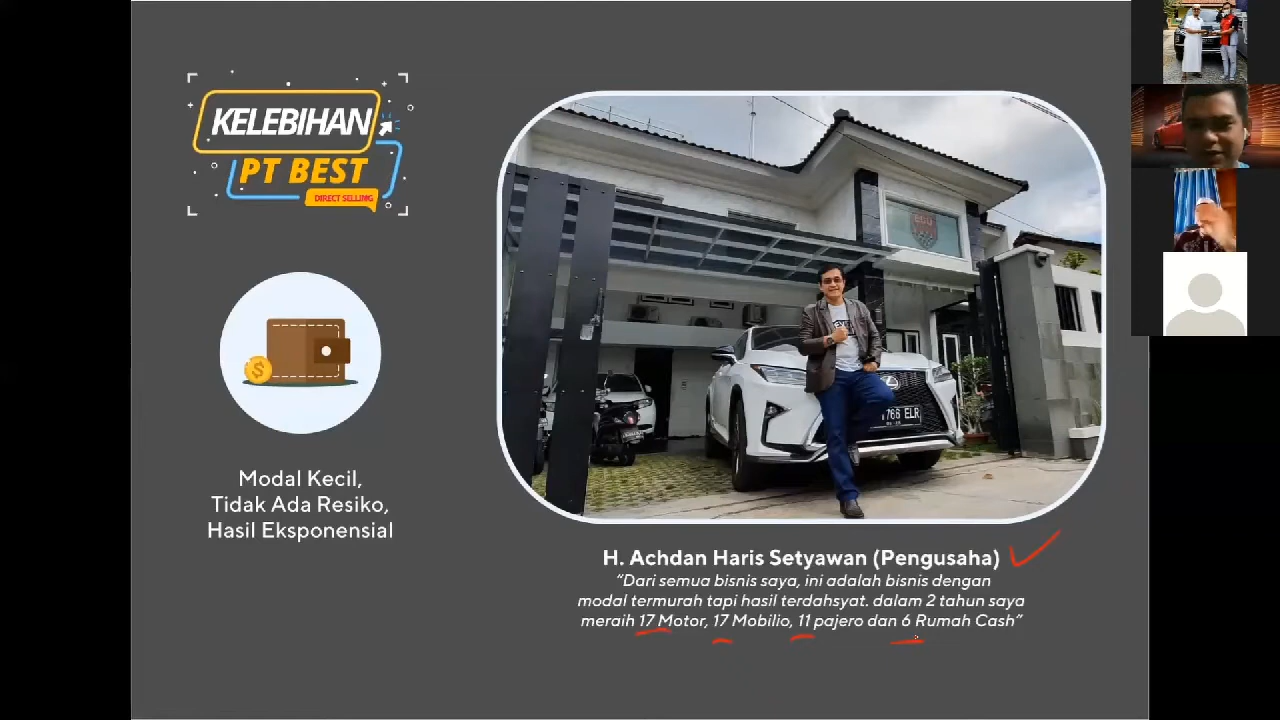 KELEBIHAN
PT BEST
DIRECT SELLING
Modal Kecil,
Tidak Ada Resiko,
Hasil Eksponensial
1766 ELR
H. Achdan Haris Setyawan (Pengusaha)
“Dari semua bisnis saya, ini adalah bisnis dengan
modal termurah tapi hasil terdahsyat. dalam 2 tahun saya
meraih 17 Motor, 17 Mobilio, 11 pajero dan 6 Rumah Cash”